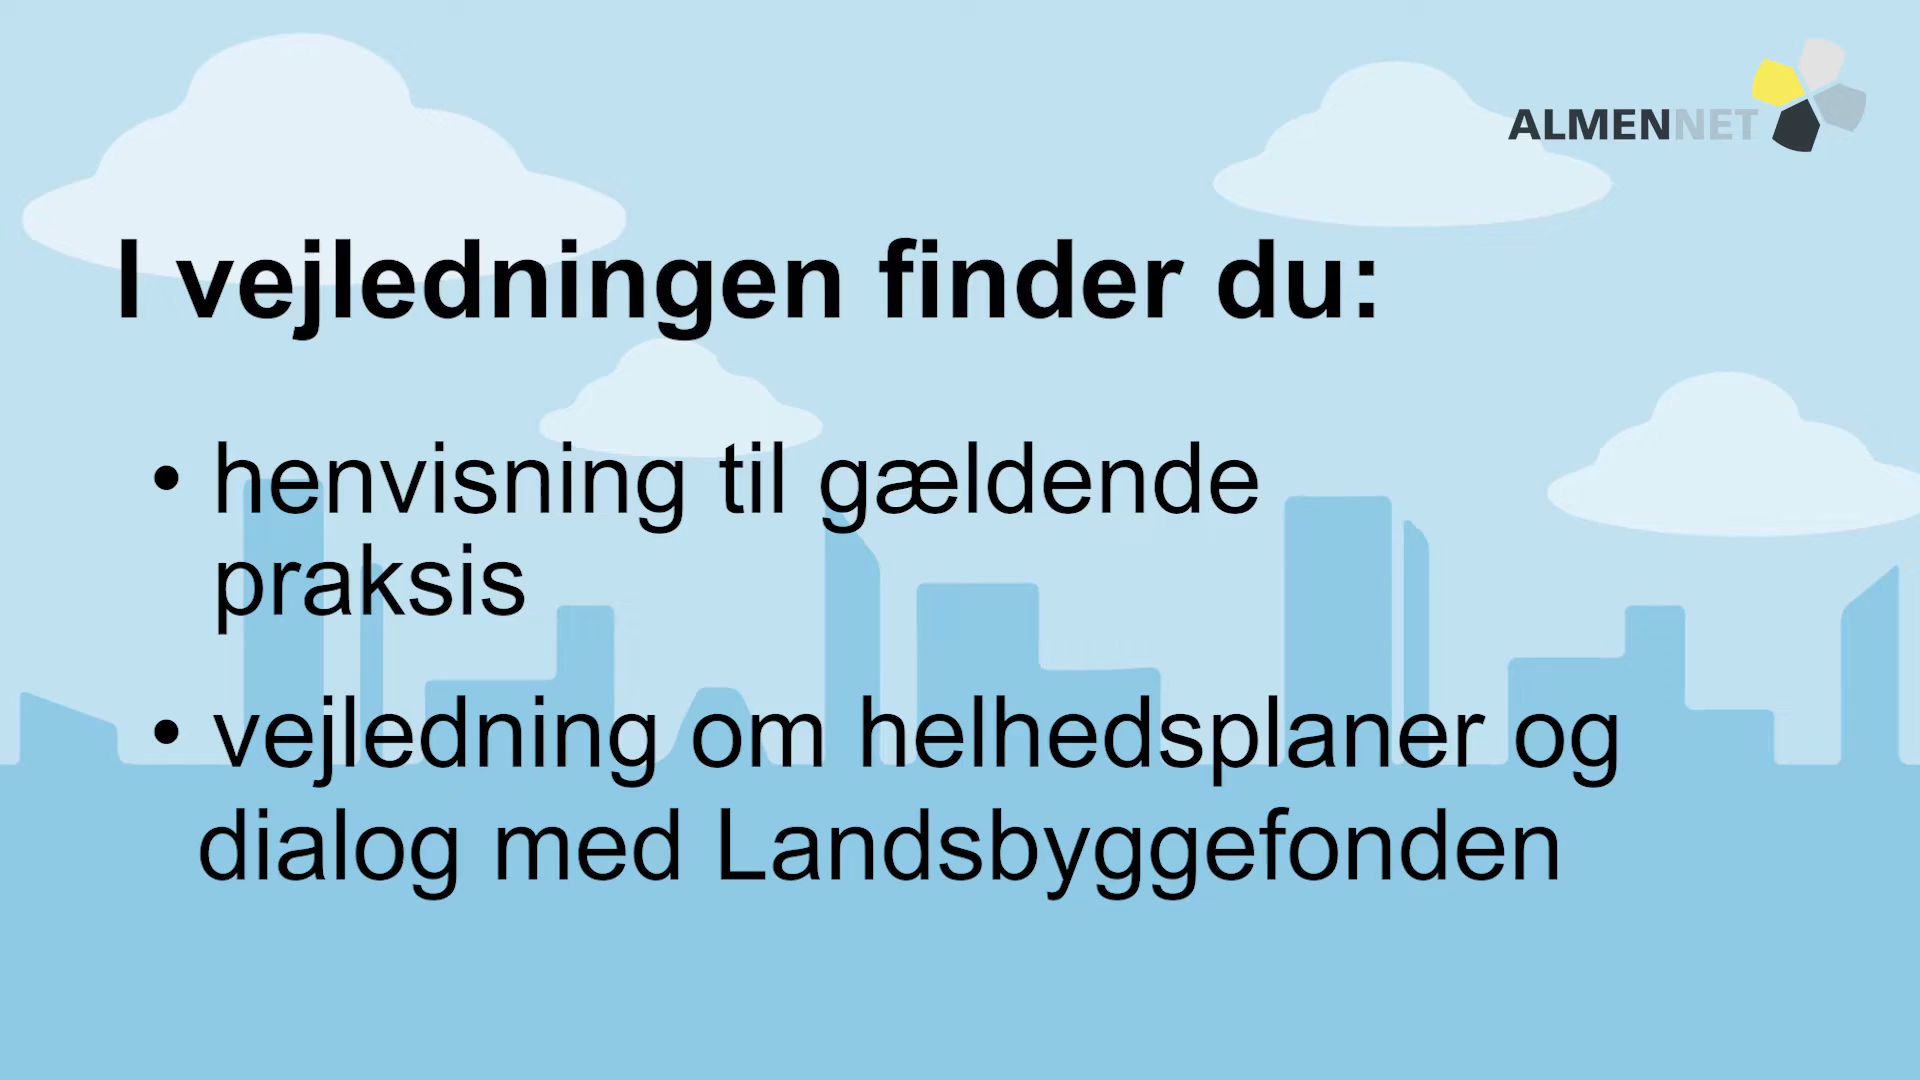 ALMENNET
I vejledningen finder du:
• henvisning til gældende
praksis
• vejledning om helhedsplaner og
dialog med Landsbyggefonden